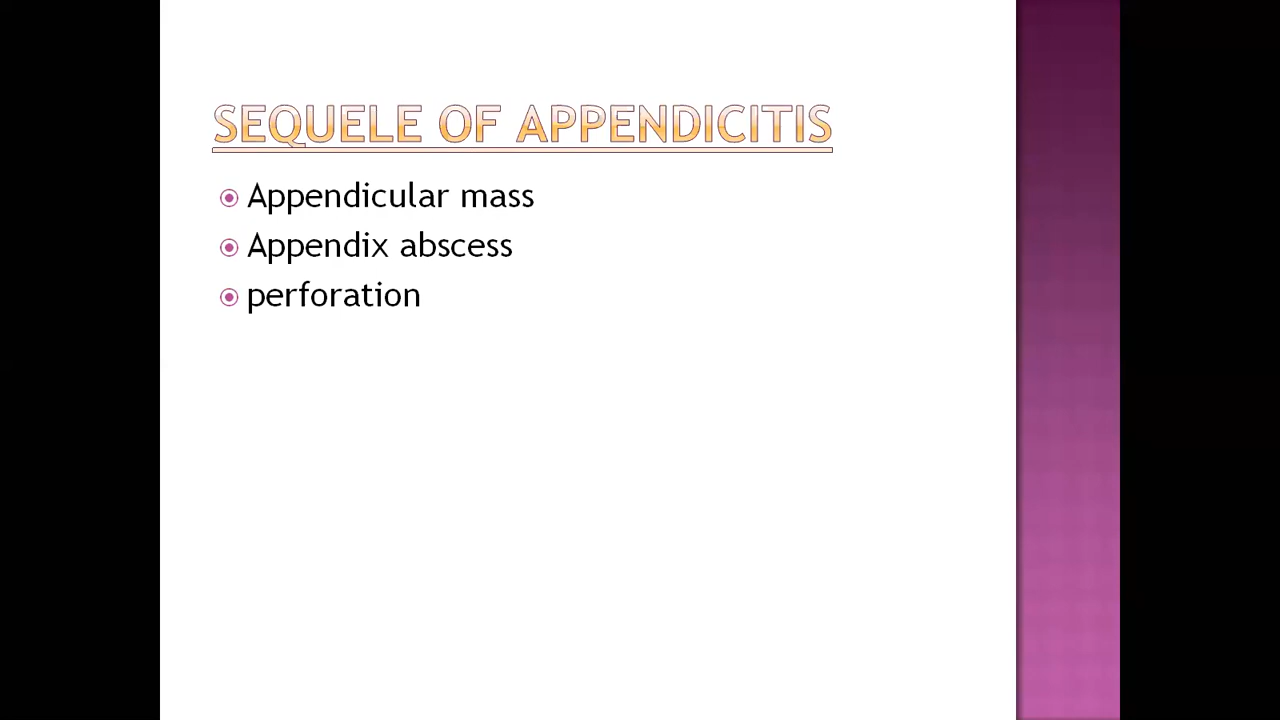 SEQUELE OF APPENDICITIS
Appendicular mass
Appendix abscess
perforation